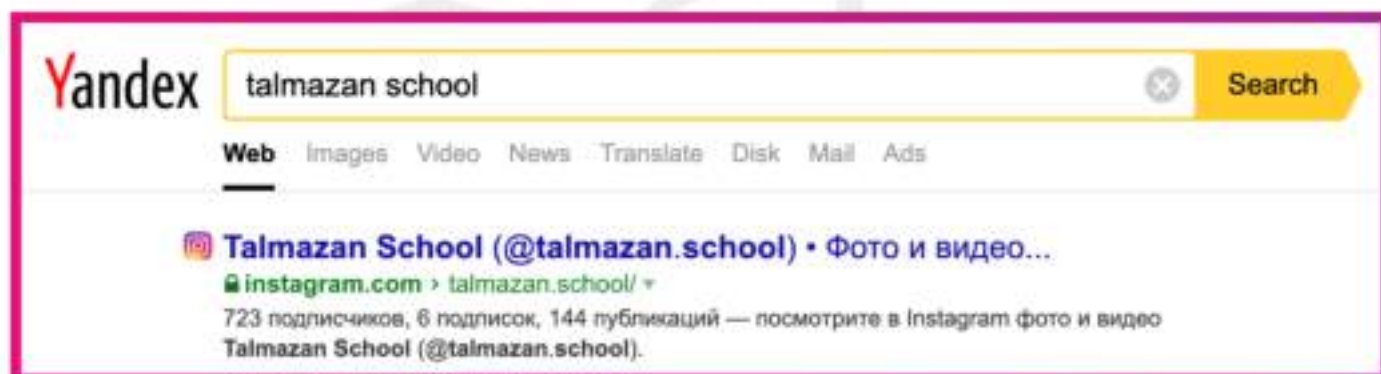 Yandex talmazan school Search
Web Images Video News Translate Disk Mail Ads
Talmazan School (@talmazan.school) • Фото и видео...
instagram.com › talmazan.school/
723 подписчиков, 6 подписок, 144 публикаций — посмотрите в Instagram фото и видео
Talmazan School (@talmazan.school).